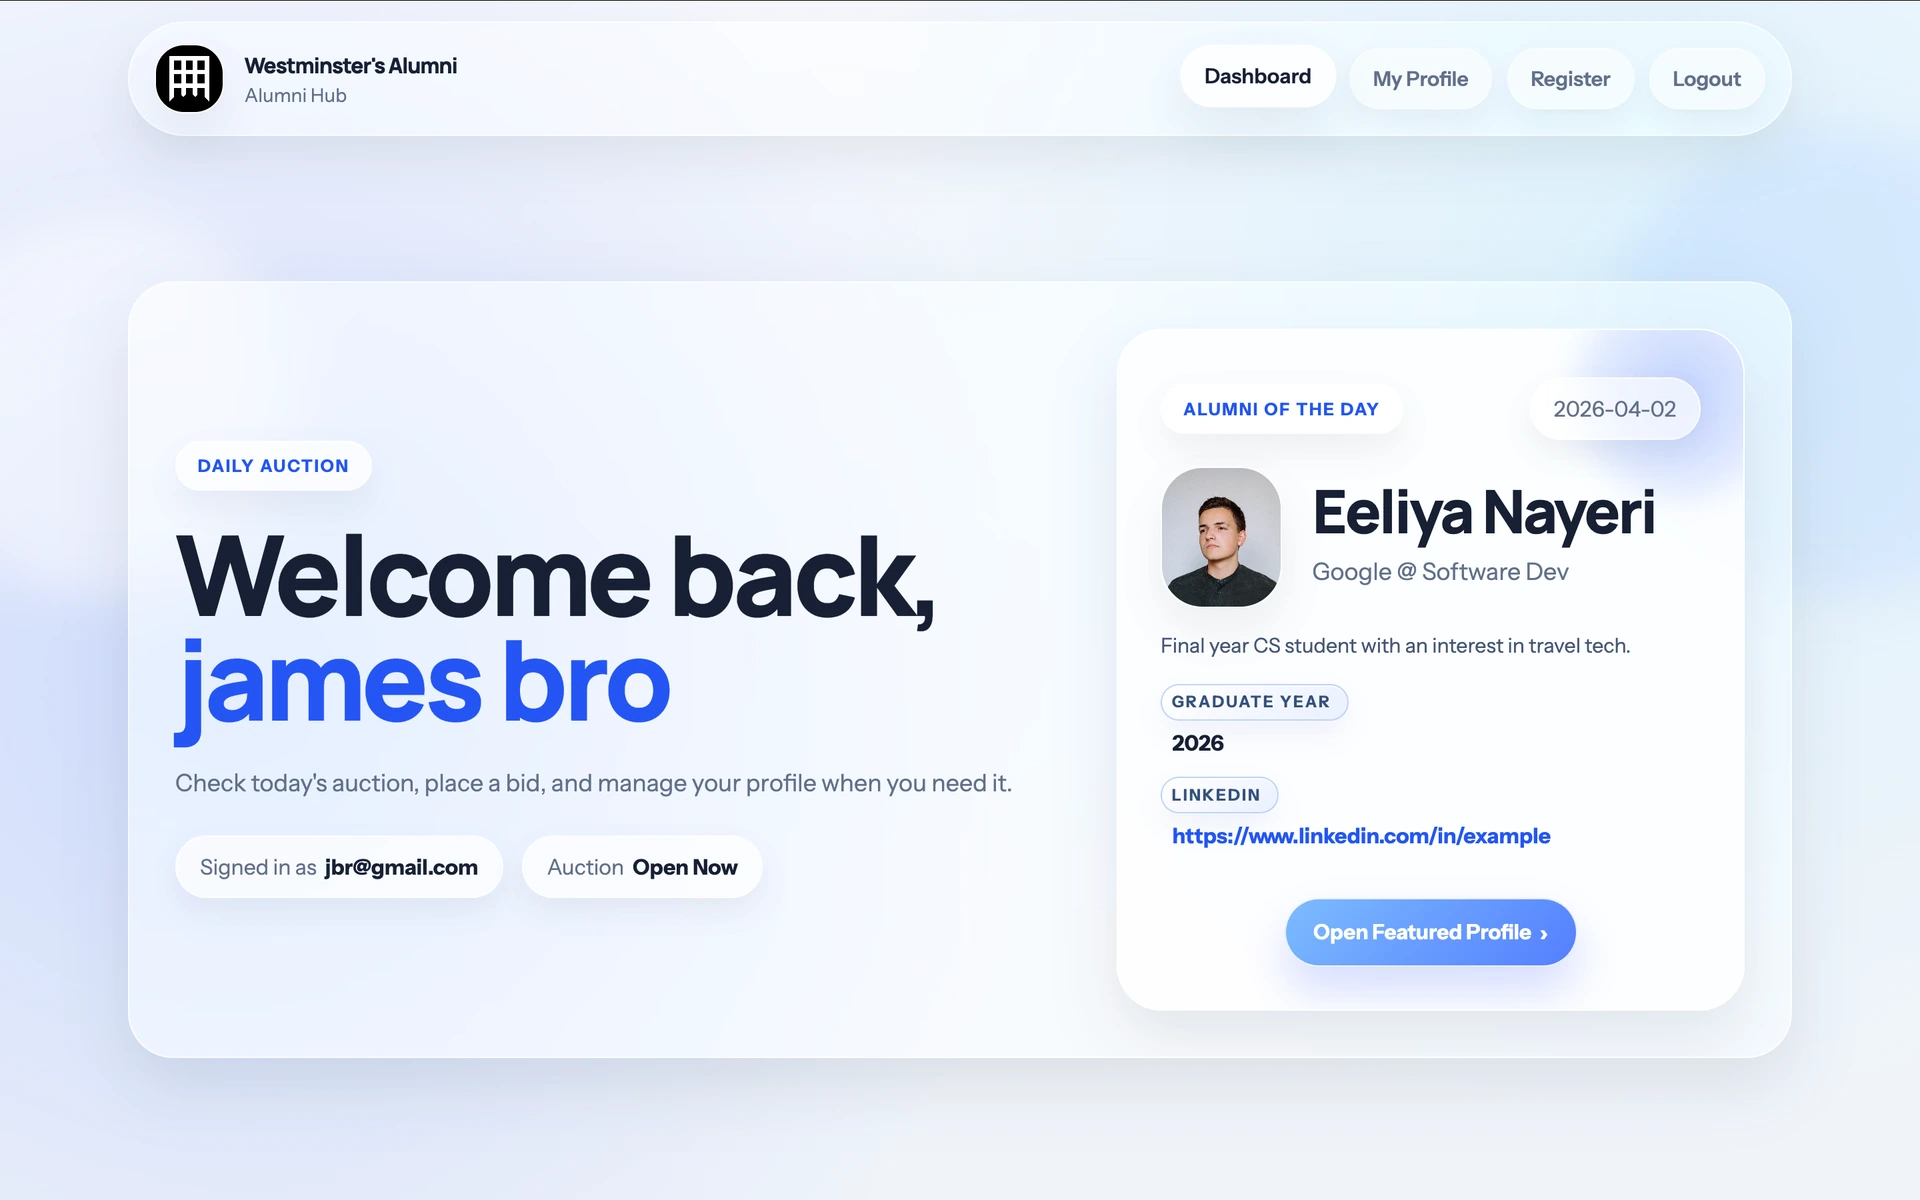 Westminster's Alumni
Alumni Hub
Dashboard
My Profile
Register
Logout
DAILY AUCTION
Welcome back,
james bro
Check today's auction, place a bid, and manage your profile when you need it.
Signed in as jbr@gmail.com
Auction Open Now
ALUMNI OF THE DAY
2026-04-02
Eeliya Nayeri
Google @ Software Dev
Final year CS student with an interest in travel tech.
GRADUATE YEAR
2026
LINKEDIN
https://www.linkedin.com/in/example
Open Featured Profile ›